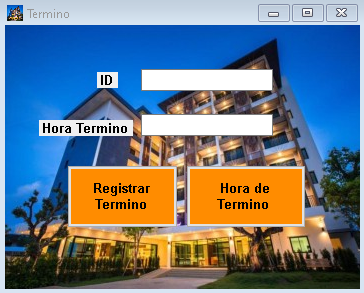 Termino
ID
Hora Termino
Registrar
Termino
Hora de
Termino